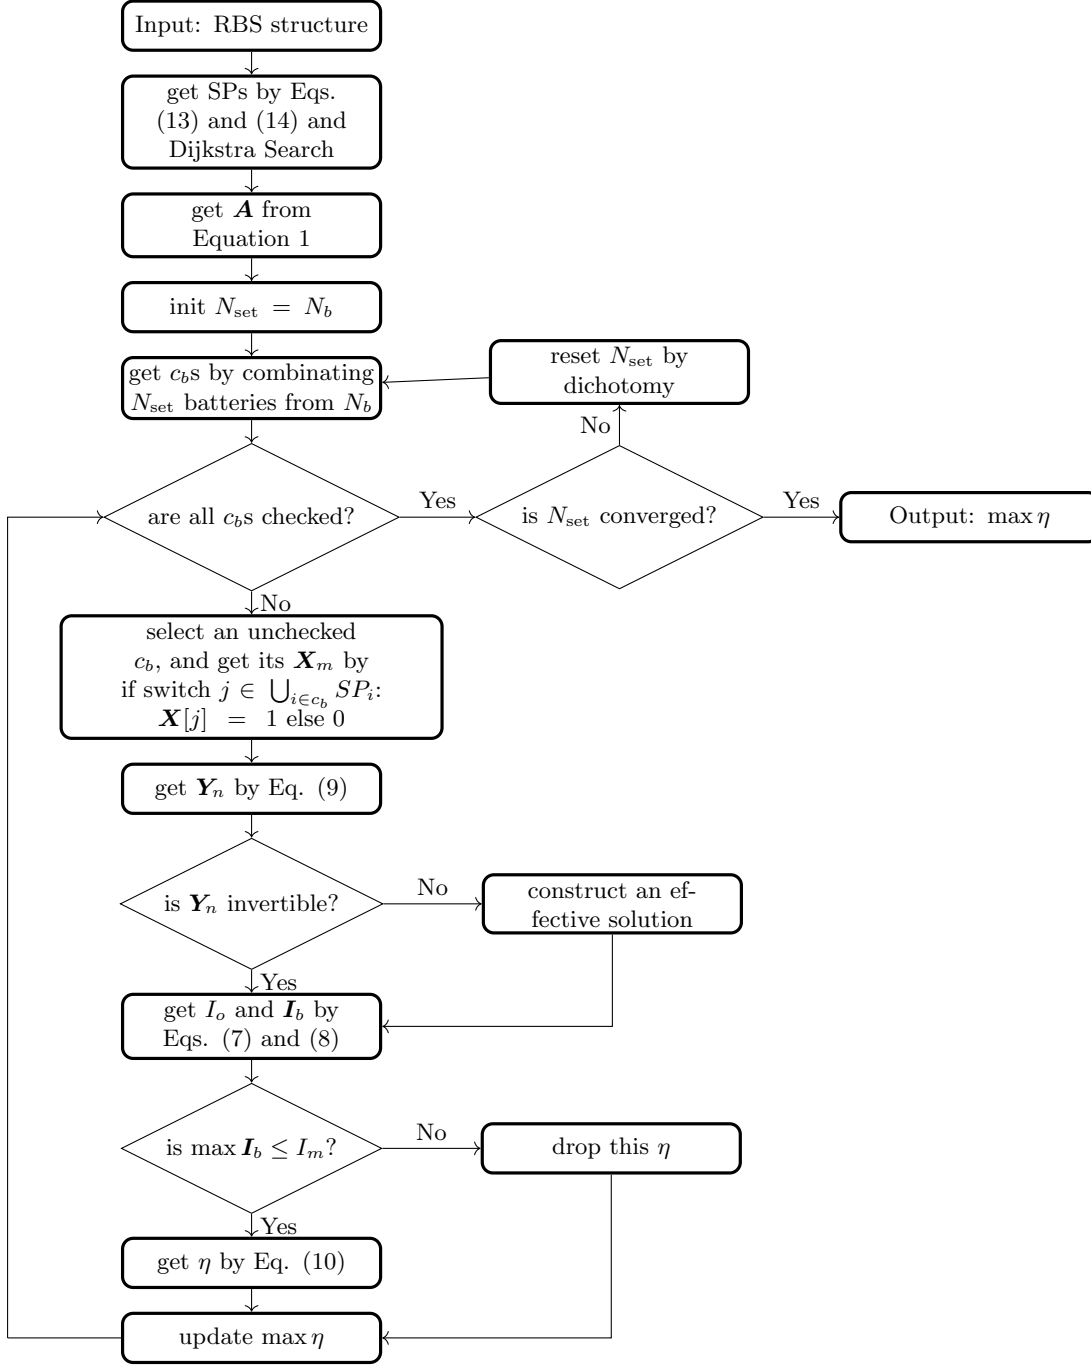 Input: RBS structure
get SPs by Eqs.
(13) and (14) and
Dijkstra Search
get A from
Equation 1
init N_set = N_b
get c_bs by combinating
N_set batteries from N_b
reset N_set by
dichotomy
No
are all c_bs checked?
Yes
is N_set converged?
Yes
Output: max η
No
select an unchecked
c_b, and get its X_m by
if switch j ∈ ⋃_{i∈c_b} SP_i:
X[j] = 1 else 0
get Y_n by Eq. (9)
is Y_n invertible?
No
construct an ef-
fective solution
Yes
get I_o and I_b by
Eqs. (7) and (8)
is max I_b ≤ I_m?
No
drop this η
Yes
get η by Eq. (10)
update max η